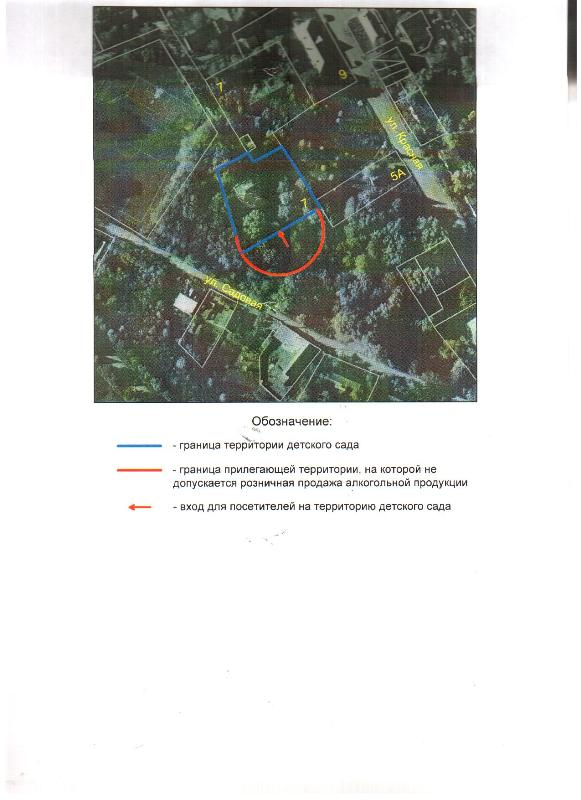 7
9
ул. Красная
5А
7
ул. Садовая
Обозначение:
- граница территории детского сада
- граница прилегающей территории, на которой не
допускается розничная продажа алкогольной продукции
- вход для посетителей на территорию детского сада